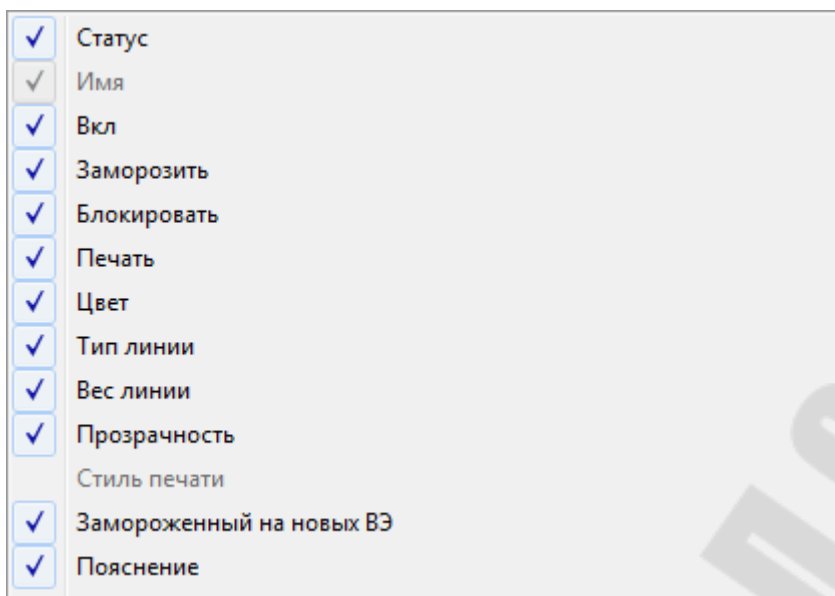 Статус
Имя
Вкл
Заморозить
Блокировать
Печать
Цвет
Тип линии
Вес линии
Прозрачность
Стиль печати
Замороженный на новых ВЭ
Пояснение